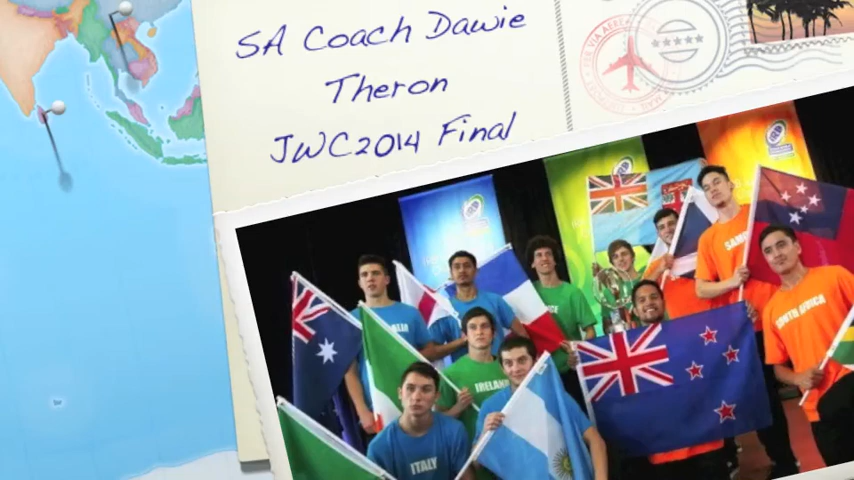 SA Coach Dawie
Theron
JWC2014 Final
SAMOA
SOUTH AFRICA
IRELAND
ITALY